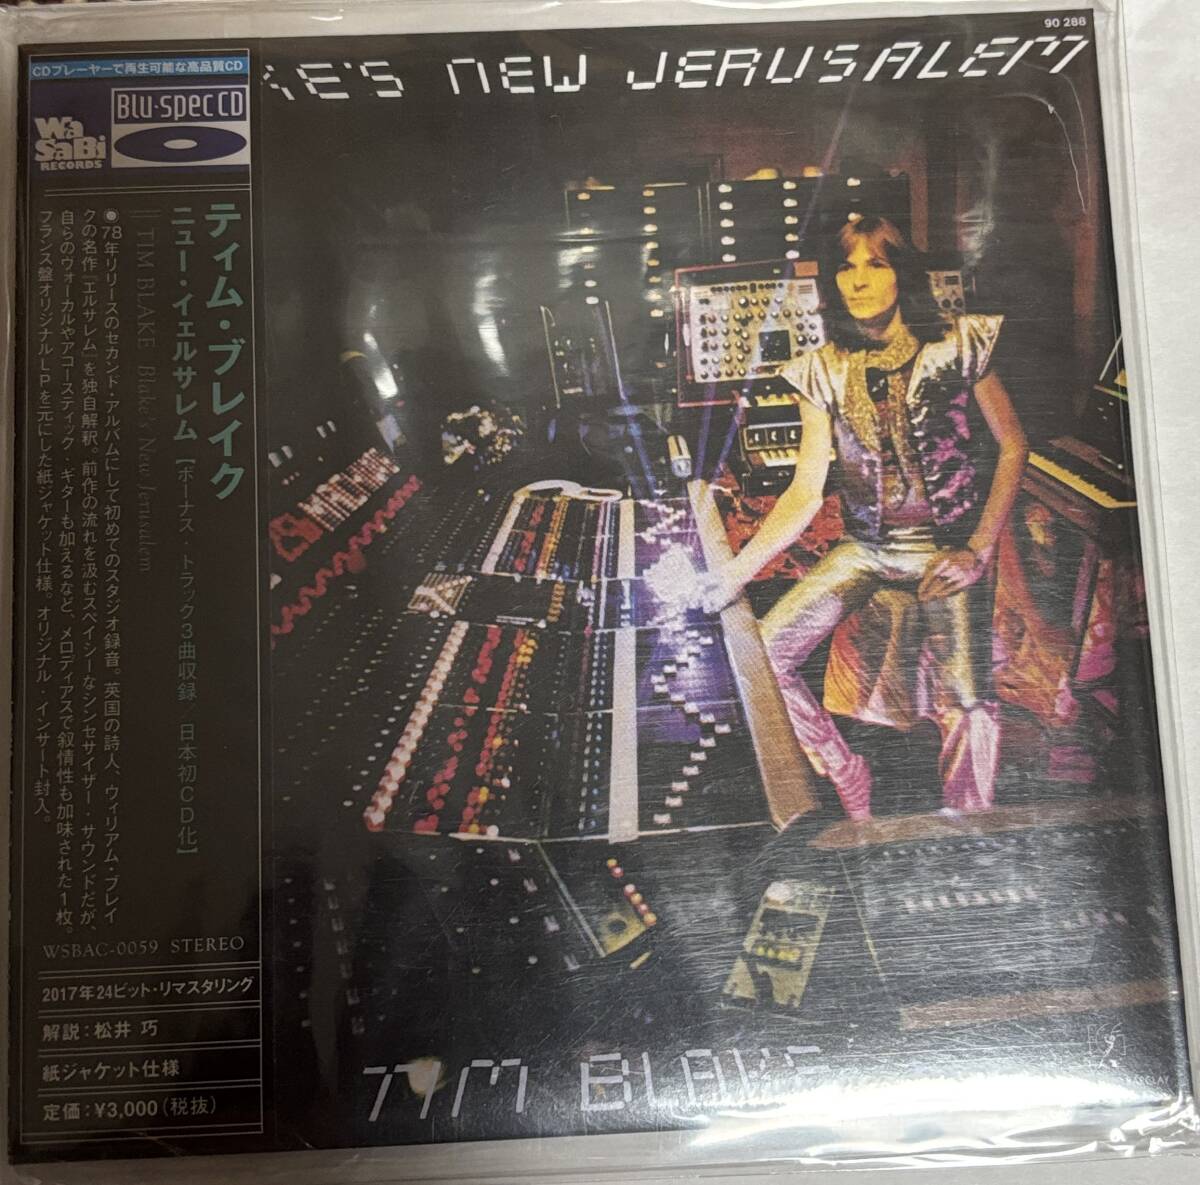 CDプレーヤーで再生可能な高品質CD
Blu-spec CD
WaSaBi
RECORDS
ティム・ブレイク
ニュー・イェルサレム【ボーナス・トラック3曲収録/日本初CD化】
TIM BLAKE Blake's New Jerusalem
●78年リリースのセカンド・アルバムにして初めてのスタジオ録音。英国の詩人、ウィリアム・ブレイ
クの名作『エルサレム』を独自解釈。前作の流れを汲むスペイシーなシンセサイザー・サウンドだが、
自らのヴォーカルやアコースティック・ギターも加えるなど、メロディアスで叙情性も加味された1枚。
フランス盤オリジナルLPを元にした紙ジャケット仕様。オリジナル・インサート封入。
WSBAC-0059 STEREO
2017年24ビット・リマスタリング
解説:松井 巧
紙ジャケット仕様
定価:¥3,000(税抜)
90 288
KE'S NEW JERUSALEM
TIM BLAKE
BARCLAY